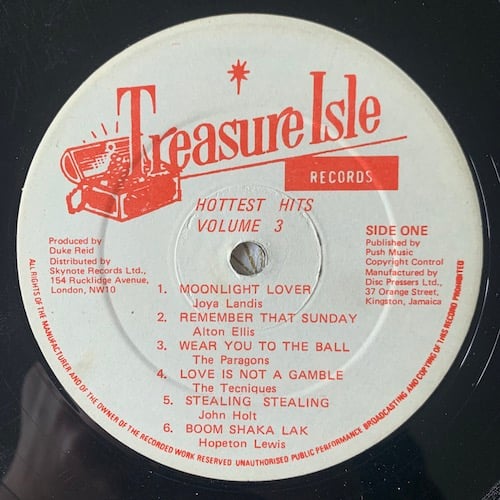 Treasure Isle
RECORDS
HOTTEST HITS
VOLUME 3
Produced by
Duke Reid
Distributed by
Skynote Records Ltd.,
154 Rucklidge Avenue,
London, NW10
SIDE ONE
Published by
Push Music
Copyright Control
Manufactured by
Disc Pressers Ltd.,
37 Orange Street,
Kingston, Jamaica
1. MOONLIGHT LOVER
Joya Landis
2. REMEMBER THAT SUNDAY
Alton Ellis
3. WEAR YOU TO THE BALL
The Paragons
4. LOVE IS NOT A GAMBLE
The Tecniques
5. STEALING STEALING
John Holt
6. BOOM SHAKA LAK
Hopeton Lewis
ALL RIGHTS OF THE MANUFACTURER AND OF THE OWNER OF THE RECORDED WORK RESERVED UNAUTHORISED PUBLIC PERFORMANCE BROADCASTING AND COPYING OF THIS RECORD PROHIBITED